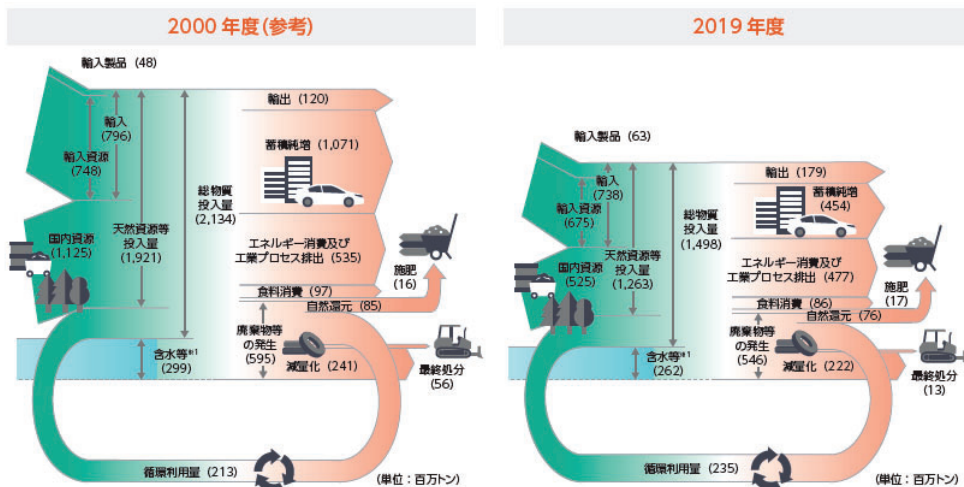 2000 年度(参考)
輸入製品 (48)
輸出 (120)
輸入
(796)
蓄積純増 (1,071)
輸入資源
(748)
総物質
投入量
(2,134)
国内資源
(1,125)
天然資源等
投入量
(1,921)
エネルギー消費及び
工業プロセス排出 (535)
施肥
(16)
食料消費 (97)
自然還元 (85)
廃棄物等
の発生
(595)
含水等※1
(299)
減量化 (241)
最終処分
(56)
循環利用量 (213)
(単位:百万トン)
2019 年度
輸入製品 (63)
輸出 (179)
輸入
(738)
蓄積純増
(454)
輸入資源
(675)
総物質
投入量
(1,498)
国内資源
(525)
天然資源等
投入量
(1,263)
エネルギー消費及び
工業プロセス排出 (477)
施肥
(17)
食料消費 (86)
自然還元 (76)
廃棄物等
の発生
(546)
含水等※1
(262)
減量化 (222)
最終処分
(13)
循環利用量 (235)
(単位:百万トン)